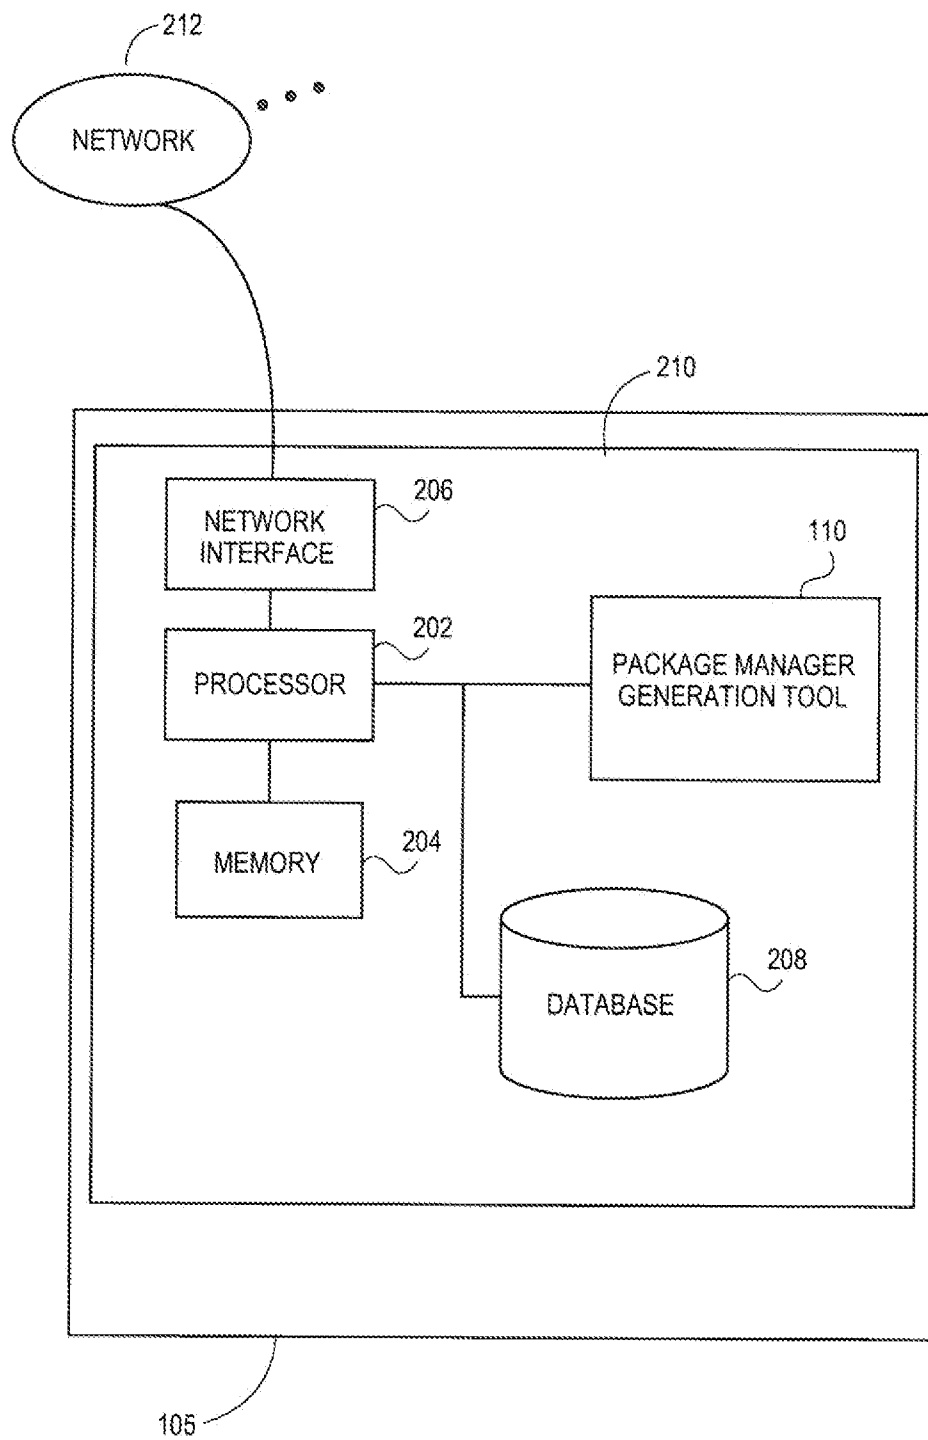 212
NETWORK
210
206
NETWORK
INTERFACE
110
202
PROCESSOR
PACKAGE MANAGER
GENERATION TOOL
204
MEMORY
208
DATABASE
105